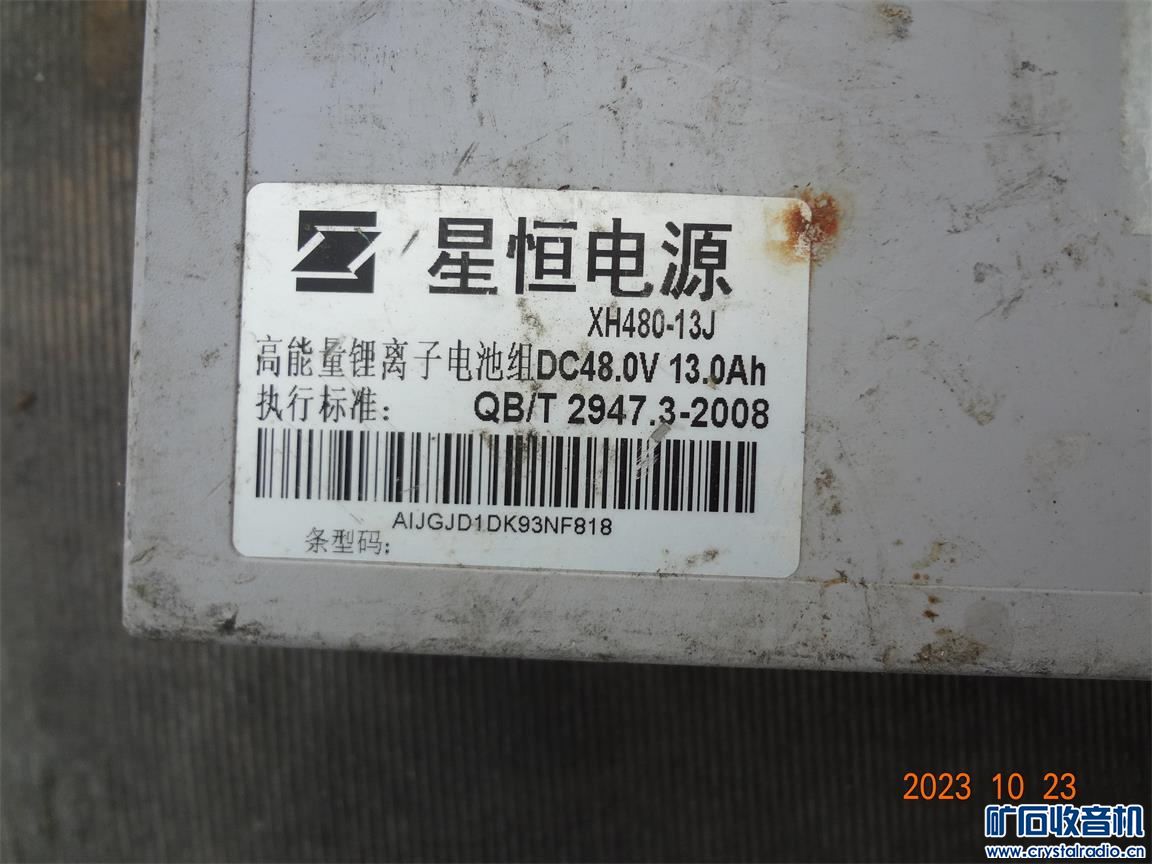 星恒电源
XH480-13J
高能量锂离子电池组DC48.0V 13.0Ah
执行标准: QB/T 2947.3-2008
AIJGJD1DK93NF818
条型码:
2023 10 23
矿石收音机
www.crystalradio.cn